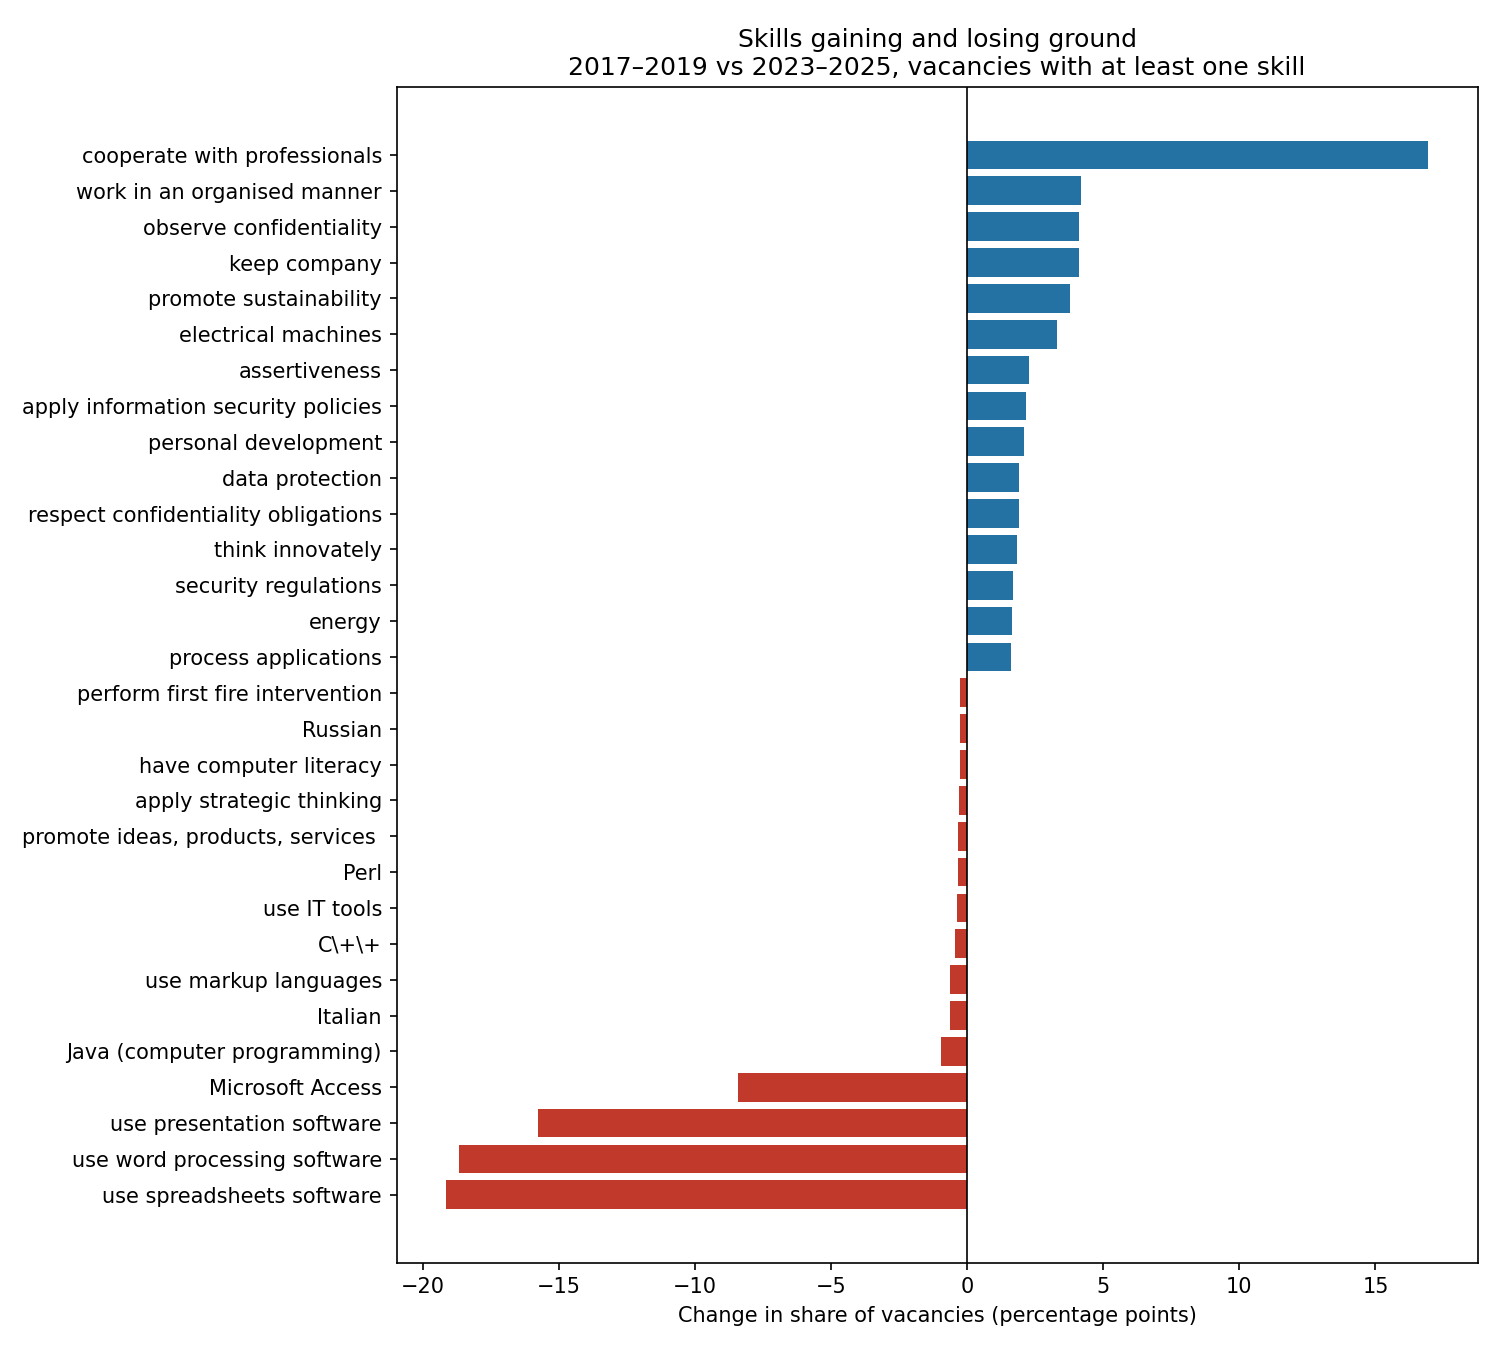 Skills gaining and losing ground
2017–2019 vs 2023–2025, vacancies with at least one skill
cooperate with professionals
work in an organised manner
observe confidentiality
keep company
promote sustainability
electrical machines
assertiveness
apply information security policies
personal development
data protection
respect confidentiality obligations
think innovately
security regulations
energy
process applications
perform first fire intervention
Russian
have computer literacy
apply strategic thinking
promote ideas, products, services
Perl
use IT tools
C\+\+
use markup languages
Italian
Java (computer programming)
Microsoft Access
use presentation software
use word processing software
use spreadsheets software
−20 −15 −10 −5 0 5 10 15
Change in share of vacancies (percentage points)